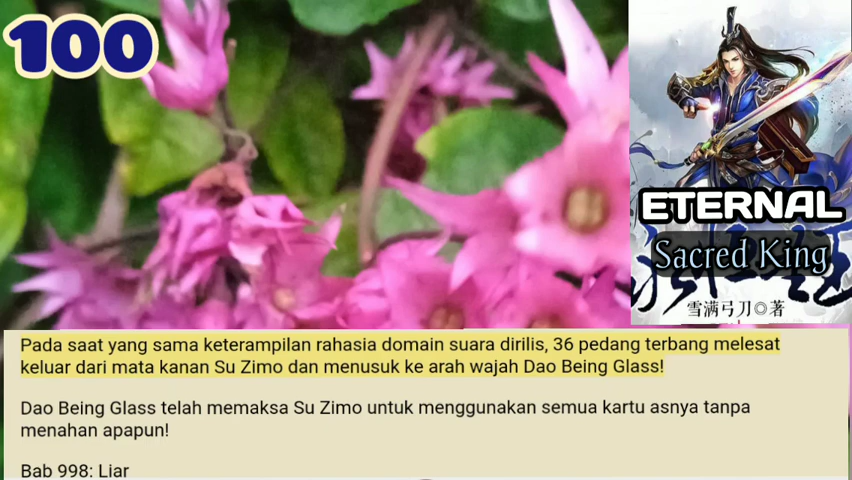 100
ETERNAL
Sacred King
雪满弓刀◎著
Pada saat yang sama keterampilan rahasia domain suara dirilis, 36 pedang terbang melesat
keluar dari mata kanan Su Zimo dan menusuk ke arah wajah Dao Being Glass!
Dao Being Glass telah memaksa Su Zimo untuk menggunakan semua kartu asnya tanpa
menahan apapun!
Bab 998: Liar